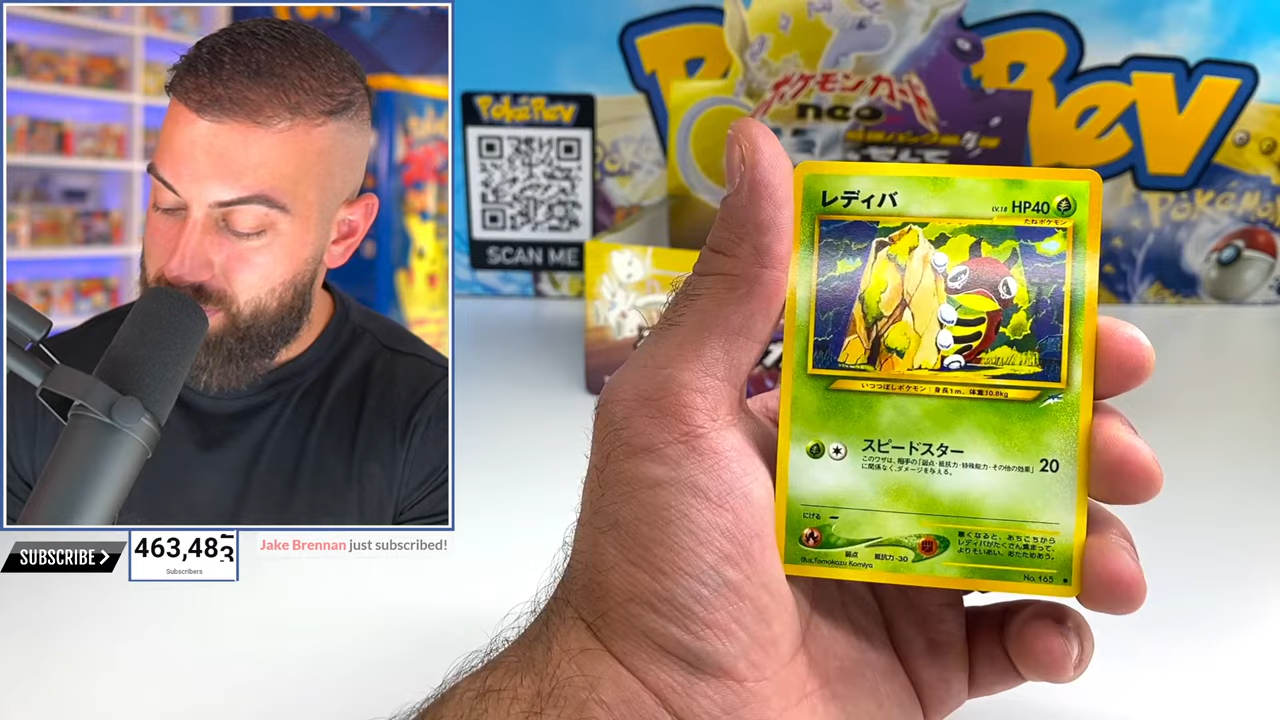 PokéRev
SCAN ME
ポケモンカード
neo
Rev
POKÉMO
レディバ
LV.18 HP40
たねポケモン
いつつぼしポケモン 身長1m、体重10.8kg
スピードスター
20
このワザは、相手の「弱点・抵抗力・特殊能力・その他の効果」
に関係なく、ダメージを与える。
にげる
弱点
抵抗力 -30
寒くなると、あちこちから
レディバがたくさん集まって、
よりそいあい、あたためあう。
Illus. Tomokazu Komiya
No. 165
SUBSCRIBE
463,48
Subscribers
Jake Brennan just subscribed!